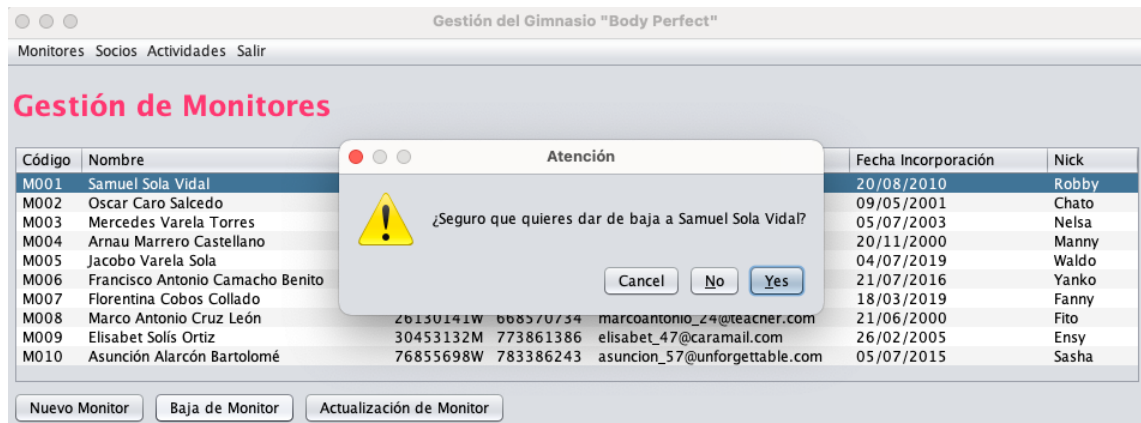 Gestión del Gimnasio "Body Perfect"
Monitores Socios Actividades Salir
Gestión de Monitores
Código Nombre Fecha Incorporación Nick
Atención
¿Seguro que quieres dar de baja a Samuel Sola Vidal?
Cancel No Yes
M001 Samuel Sola Vidal 20/08/2010 Robby
M002 Oscar Caro Salcedo 09/05/2001 Chato
M003 Mercedes Varela Torres 05/07/2003 Nelsa
M004 Arnau Marrero Castellano 20/11/2000 Manny
M005 Jacobo Varela Sola 04/07/2019 Waldo
M006 Francisco Antonio Camacho Benito 21/07/2016 Yanko
M007 Florentina Cobos Collado 18/03/2019 Fanny
M008 Marco Antonio Cruz León 26130141W 668570734 marcoantonio_24@teacher.com 21/06/2000 Fito
M009 Elisabet Solís Ortiz 30453132M 773861386 elisabet_47@caramail.com 26/02/2005 Ensy
M010 Asunción Alarcón Bartolomé 76855698W 783386243 asuncion_57@unforgettable.com 05/07/2015 Sasha
Nuevo Monitor Baja de Monitor Actualización de Monitor